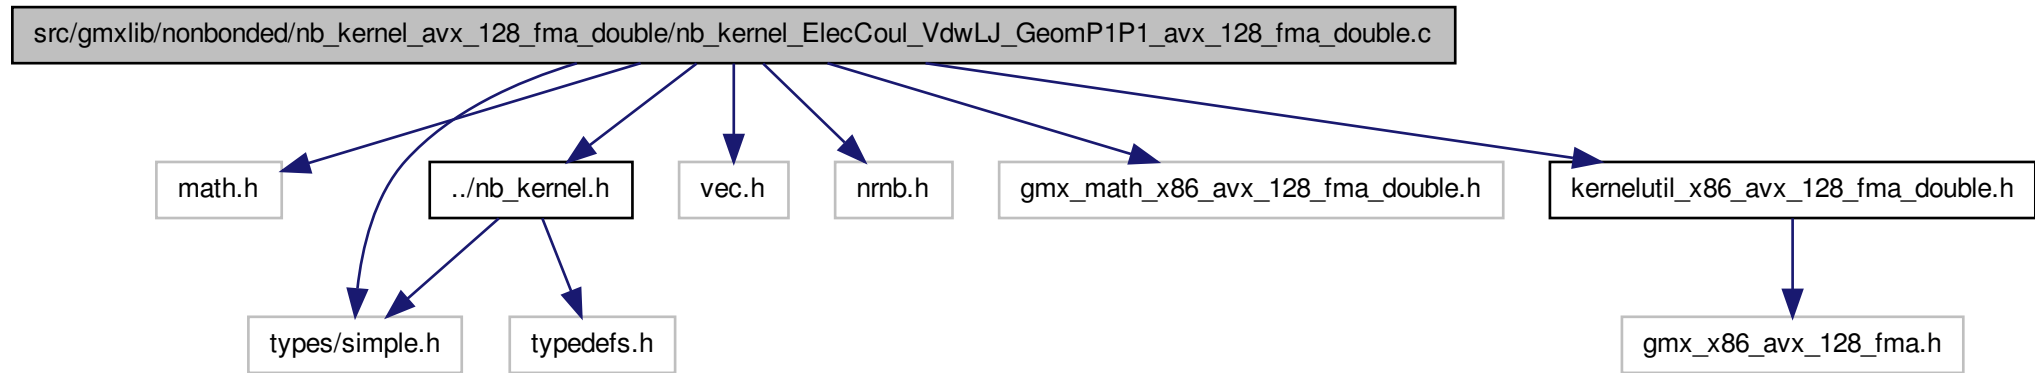 src/gmxlib/nonbonded/nb_kernel_avx_128_fma_double/nb_kernel_ElecCoul_VdwLJ_GeomP1P1_avx_128_fma_double.c
math.h
../nb_kernel.h
vec.h
nrnb.h
gmx_math_x86_avx_128_fma_double.h
kernelutil_x86_avx_128_fma_double.h
types/simple.h
typedefs.h
gmx_x86_avx_128_fma.h